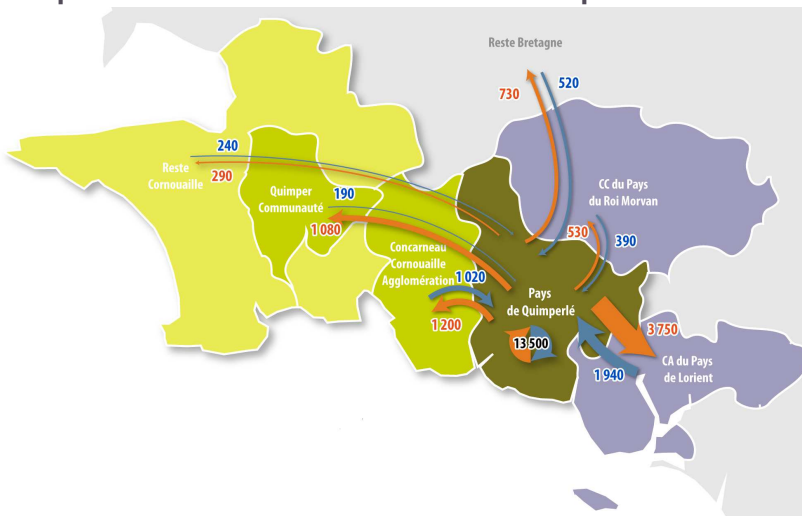 Reste Bretagne
520
730
240
Reste
Cornouaille
290
Quimper
Communauté
190
1 080
CC du Pays
du Roi Morvan
530
390
Concarneau
Cornouaille
Agglomération
1 020
1 200
Pays
de Quimperlé
13 500
3 750
CA du Pays
de Lorient
1 940